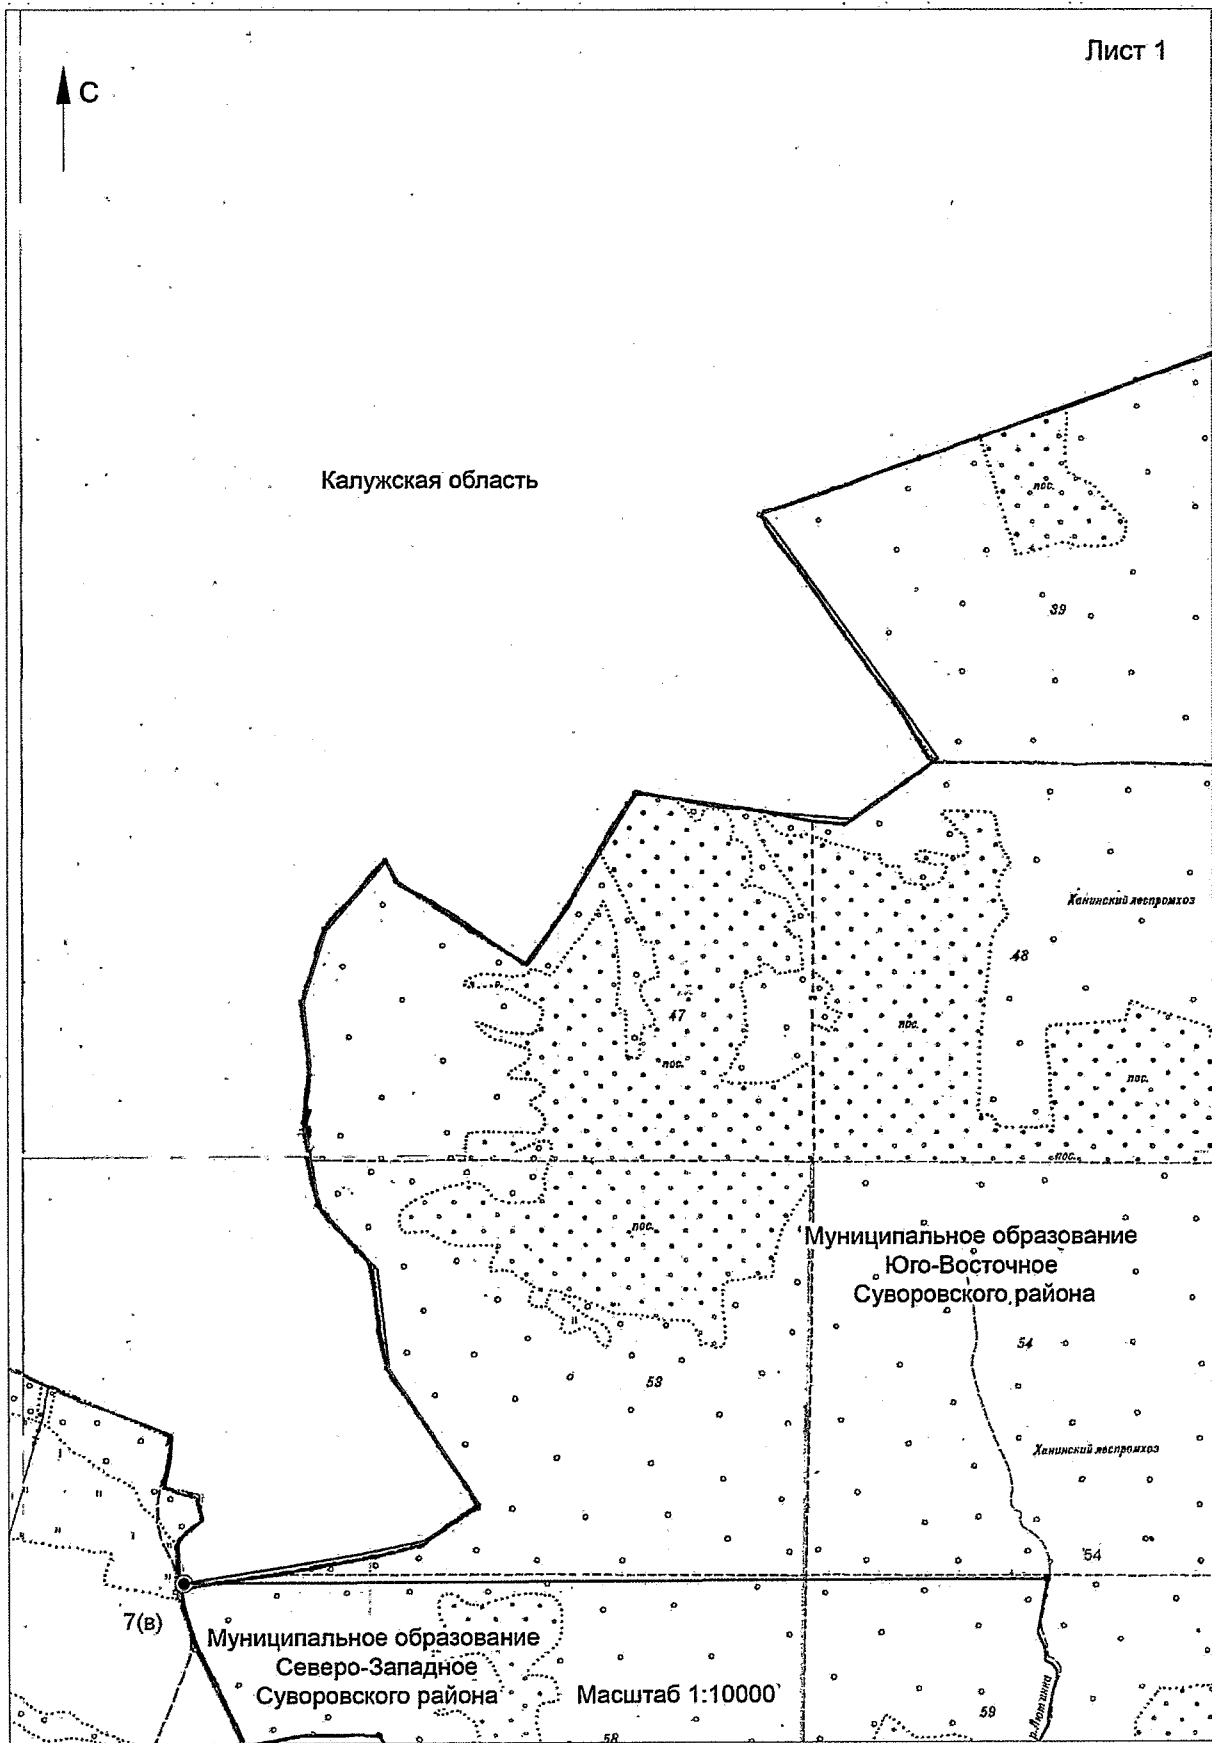 Лист 1
С
Калужская область
пос.
39
Ханинский леспромхоз
48
47
пос.
пос.
пос.
пос.
пос.
Муниципальное образование
Юго-Восточное
Суворовского района
54
53
Ханинский леспромхоз
54
7(в)
Муниципальное образование
Северо-Западное
Суворовского района
Масштаб 1:10000
59
58